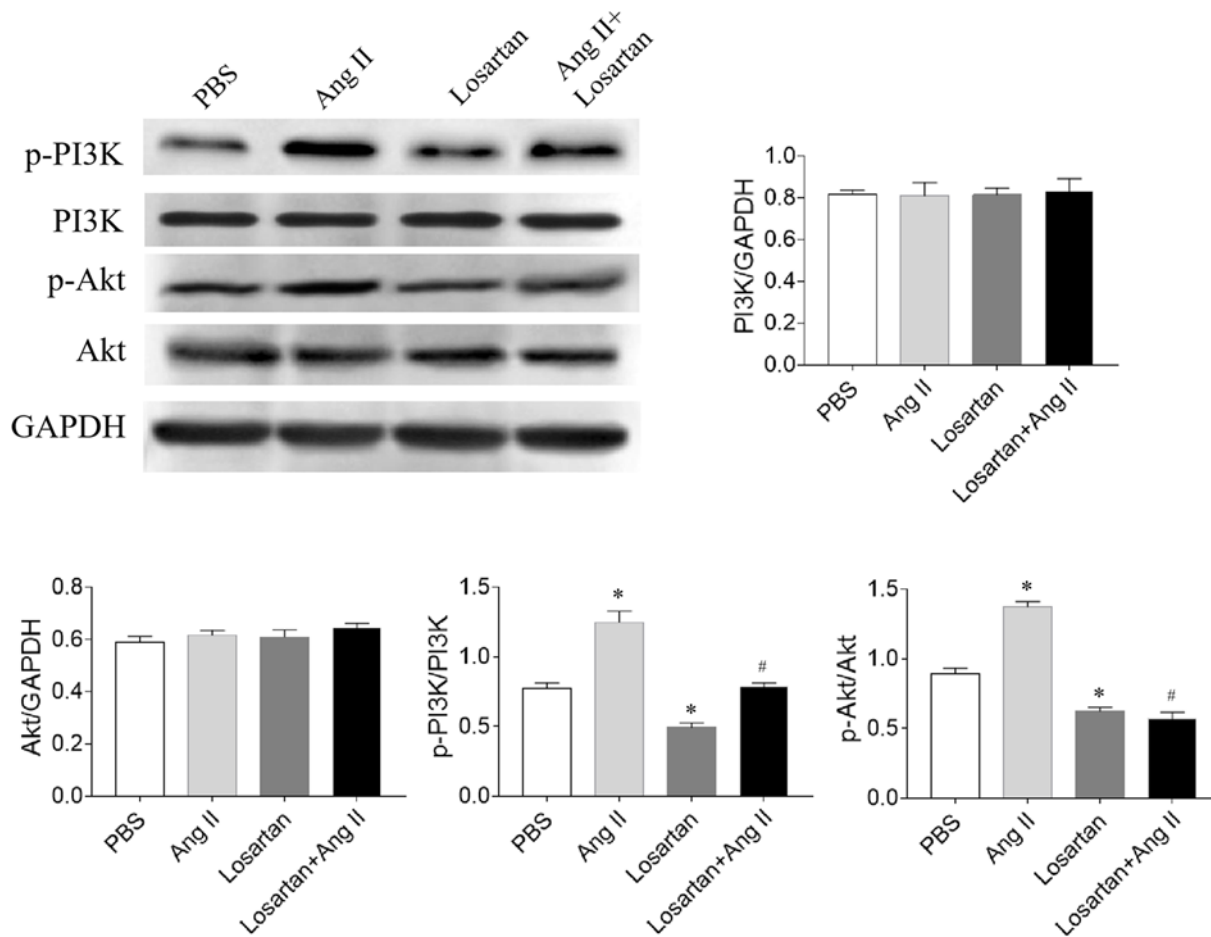 PBS
Ang II
Losartan
Ang II+
Losartan
p-PI3K
PI3K
p-Akt
Akt
GAPDH
PI3K/GAPDH
1.0
0.8
0.6
0.4
0.2
0.0
PBS
Ang II
Losartan
Losartan+Ang II
Akt/GAPDH
0.8
0.6
0.4
0.2
0.0
PBS
Ang II
Losartan
Losartan+Ang II
p-PI3K/PI3K
1.5
1.0
0.5
0.0
*
*
#
PBS
Ang II
Losartan
Losartan+Ang II
p-Akt/Akt
1.5
1.0
0.5
0.0
*
*
#
PBS
Ang II
Losartan
Losartan+Ang II